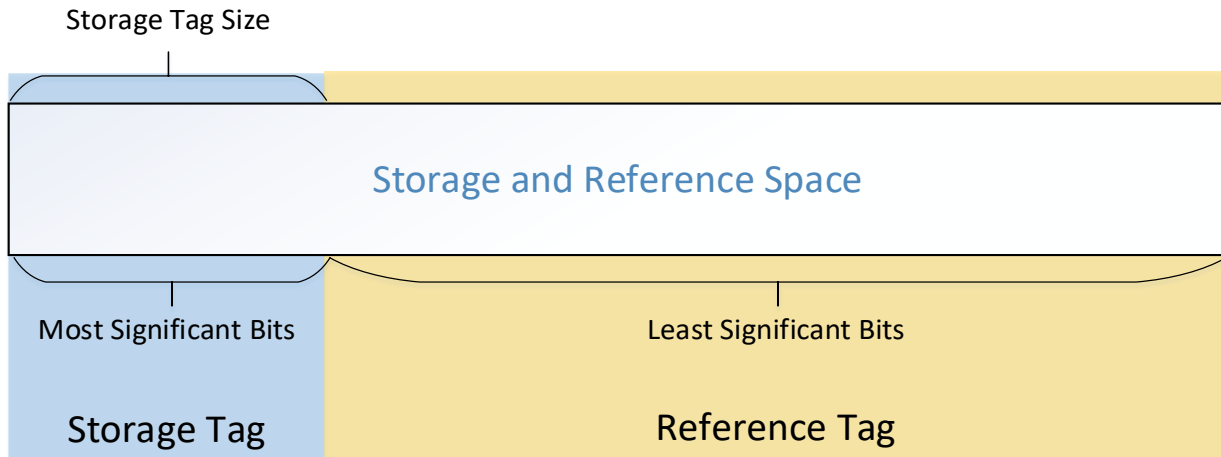 Storage Tag Size
Storage and Reference Space
Most Significant Bits
Least Significant Bits
Storage Tag
Reference Tag